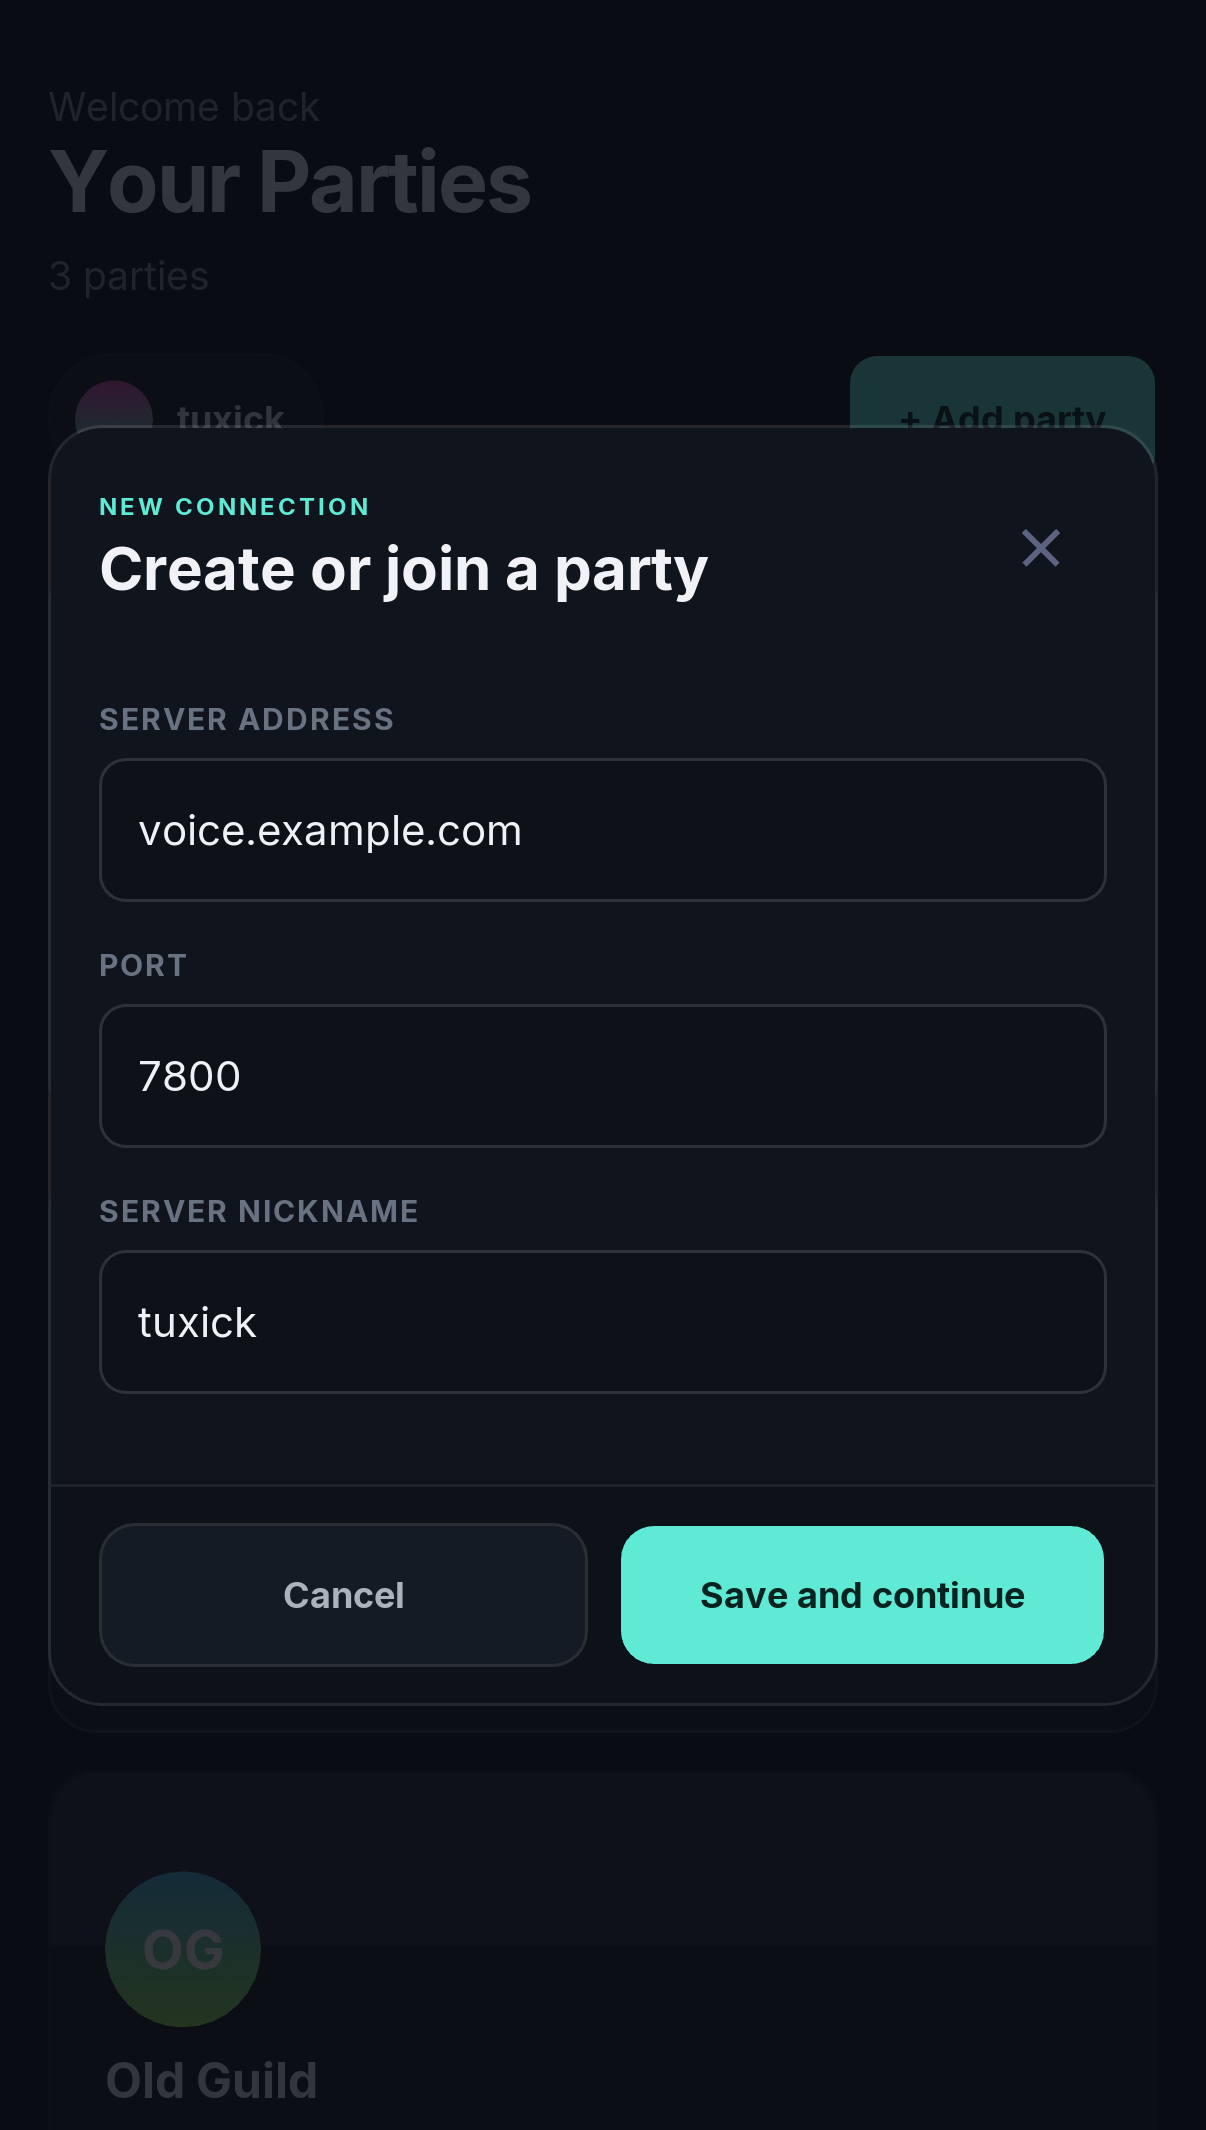 Welcome back
Your Parties
3 parties
tuxick
+ Add party
NEW CONNECTION
Create or join a party
SERVER ADDRESS
voice.example.com
PORT
7800
SERVER NICKNAME
tuxick
Cancel
Save and continue
OG
Old Guild